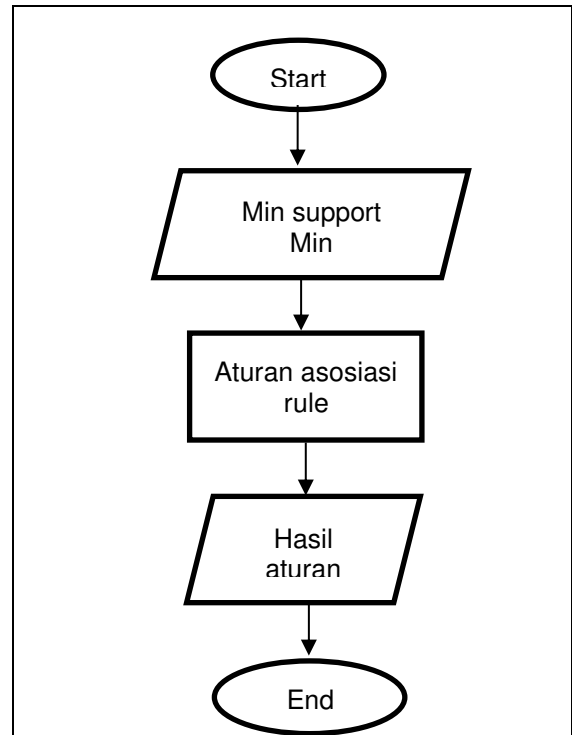 Start
Min support
Min
Aturan asosiasi
rule
Hasil
aturan
End